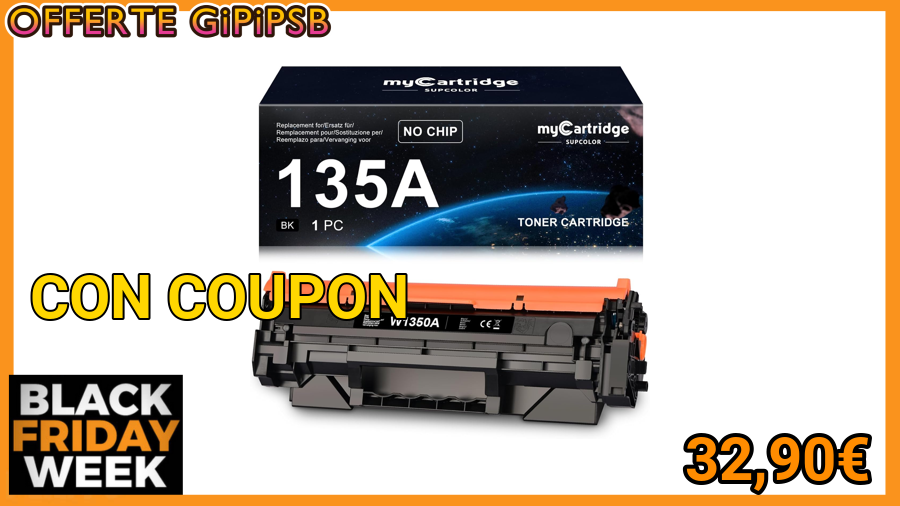 OFFERTE GiPiPSB
myCartridge
SUPCOLOR
Replacement for/Ersatz für/
Remplacement pour/Sostituzione per/
Reemplazo para/Vervanging voor
NO CHIP
myCartridge
SUPCOLOR
135A
BK 1 PC
TONER CARTRIDGE
CON COUPON
W1350A
CE
BLACK
FRIDAY
WEEK
32,90€